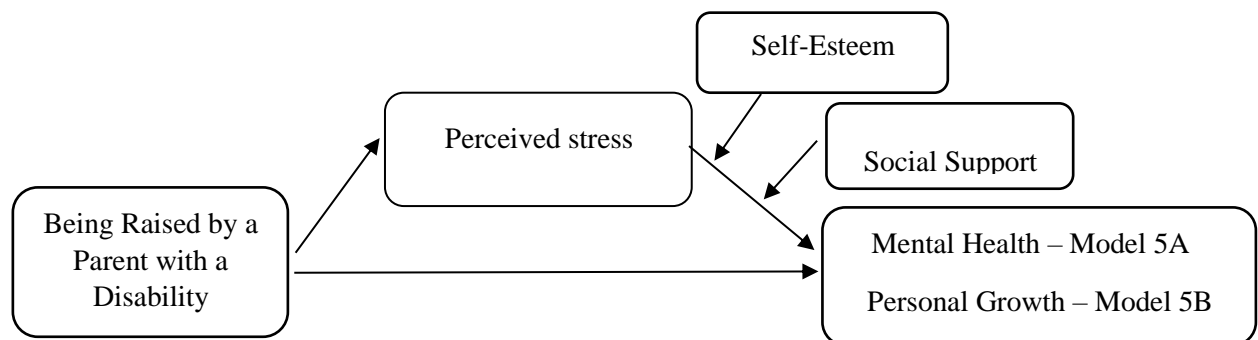 Self-Esteem
Perceived stress
Social Support
Being Raised by a
Parent with a
Disability
Mental Health – Model 5A
Personal Growth – Model 5B